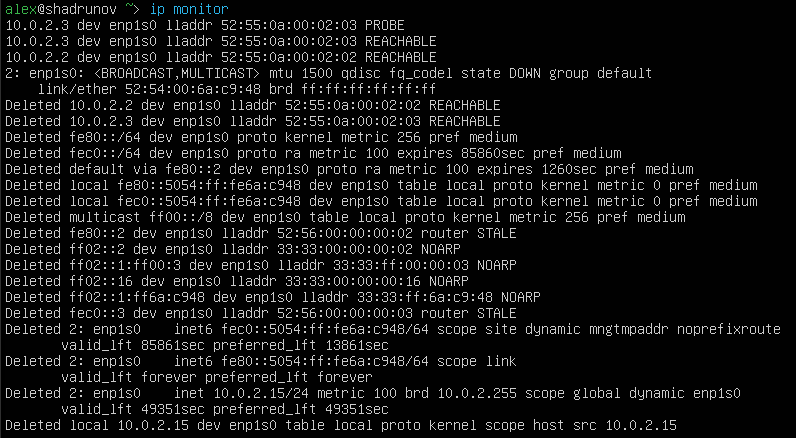 alex@shadrunov ~> ip monitor
10.0.2.3 dev enp1s0 lladdr 52:55:0a:00:02:03 PROBE
10.0.2.3 dev enp1s0 lladdr 52:55:0a:00:02:03 REACHABLE
10.0.2.2 dev enp1s0 lladdr 52:55:0a:00:02:02 REACHABLE
2: enp1s0: <BROADCAST,MULTICAST> mtu 1500 qdisc fq_codel state DOWN group default
link/ether 52:54:00:6a:c9:48 brd ff:ff:ff:ff:ff:ff
Deleted 10.0.2.2 dev enp1s0 lladdr 52:55:0a:00:02:02 REACHABLE
Deleted 10.0.2.3 dev enp1s0 lladdr 52:55:0a:00:02:03 REACHABLE
Deleted fe80::/64 dev enp1s0 proto kernel metric 256 pref medium
Deleted fec0::/64 dev enp1s0 proto ra metric 100 expires 85860sec pref medium
Deleted default via fe80::2 dev enp1s0 proto ra metric 100 expires 1260sec pref medium
Deleted local fe80::5054:ff:fe6a:c948 dev enp1s0 table local proto kernel metric 0 pref medium
Deleted local fec0::5054:ff:fe6a:c948 dev enp1s0 table local proto kernel metric 0 pref medium
Deleted multicast ff00::/8 dev enp1s0 table local proto kernel metric 256 pref medium
Deleted fe80::2 dev enp1s0 lladdr 52:56:00:00:00:02 router STALE
Deleted ff02::2 dev enp1s0 lladdr 33:33:00:00:00:02 NOARP
Deleted ff02::1:ff00:3 dev enp1s0 lladdr 33:33:ff:00:00:03 NOARP
Deleted ff02::16 dev enp1s0 lladdr 33:33:00:00:00:16 NOARP
Deleted ff02::1:ff6a:c948 dev enp1s0 lladdr 33:33:ff:6a:c9:48 NOARP
Deleted fec0::3 dev enp1s0 lladdr 52:56:00:00:00:03 router STALE
Deleted 2: enp1s0    inet6 fec0::5054:ff:fe6a:c948/64 scope site dynamic mngtmpaddr noprefixroute
valid_lft 85861sec preferred_lft 13861sec
Deleted 2: enp1s0    inet6 fe80::5054:ff:fe6a:c948/64 scope link
valid_lft forever preferred_lft forever
Deleted 2: enp1s0    inet 10.0.2.15/24 metric 100 brd 10.0.2.255 scope global dynamic enp1s0
valid_lft 49351sec preferred_lft 49351sec
Deleted local 10.0.2.15 dev enp1s0 table local proto kernel scope host src 10.0.2.15